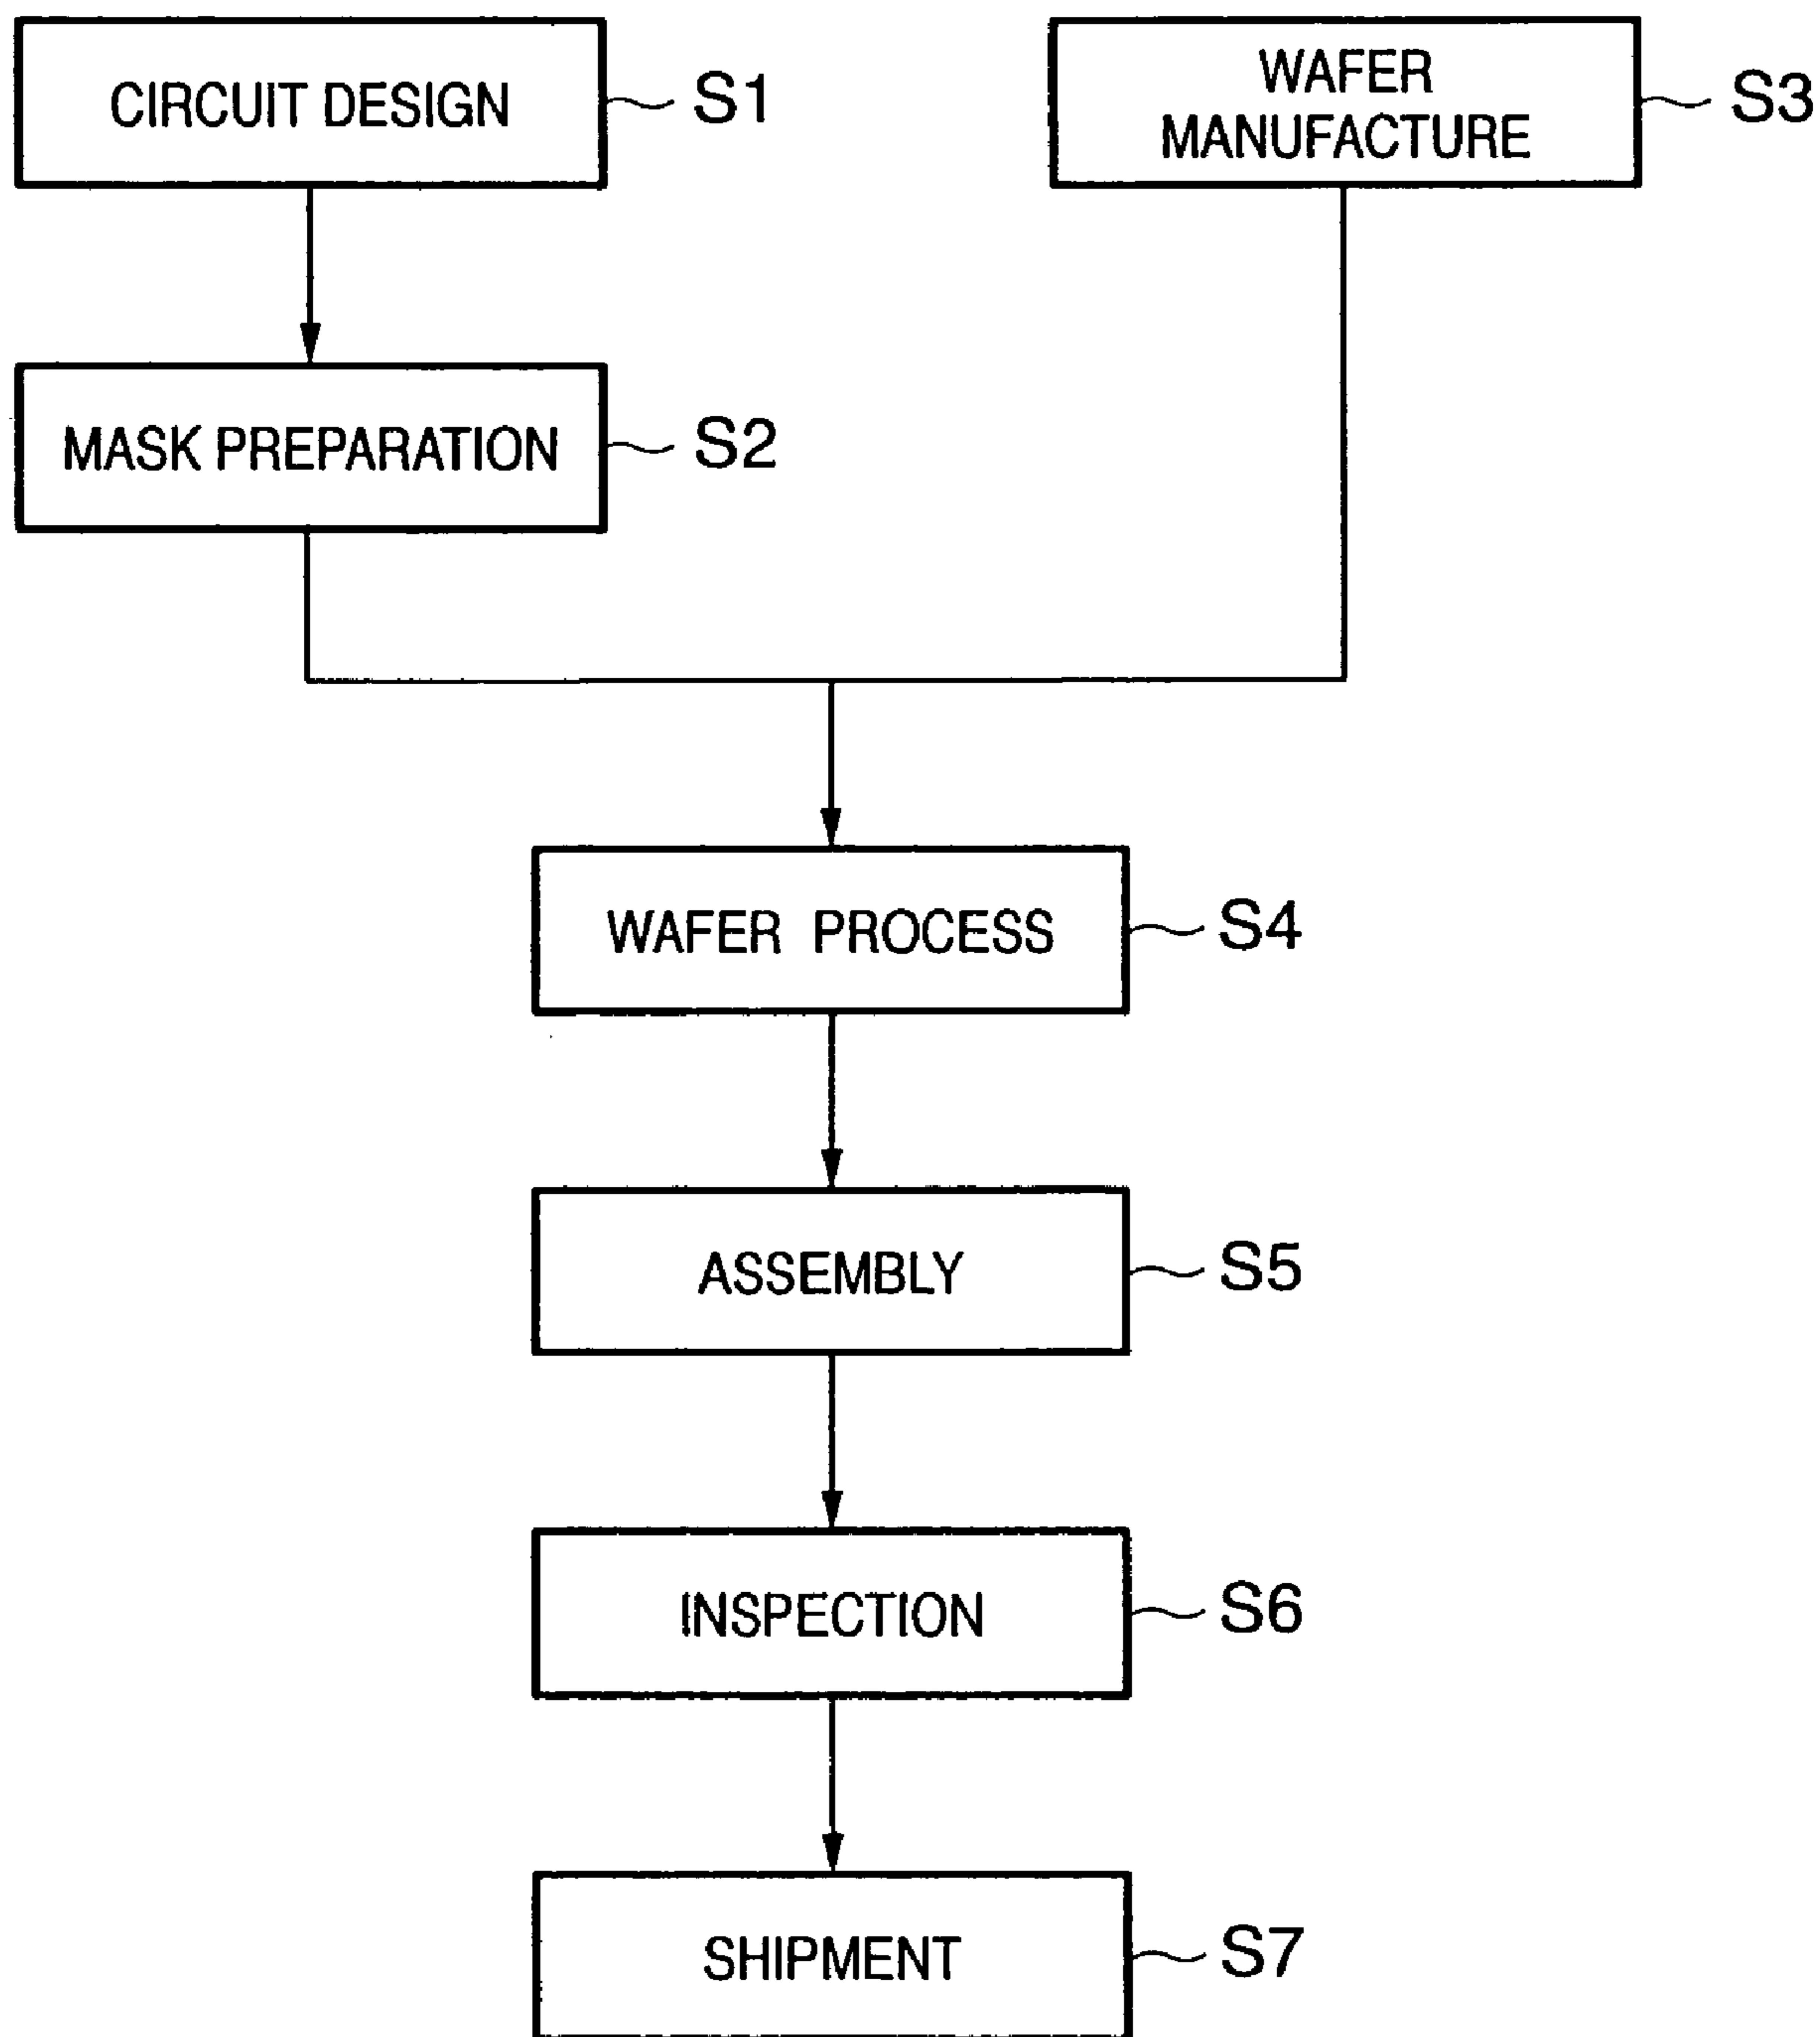 CIRCUIT DESIGN
S1
WAFER
MANUFACTURE
S3
MASK PREPARATION
S2
WAFER PROCESS
S4
ASSEMBLY
S5
INSPECTION
S6
SHIPMENT
S7